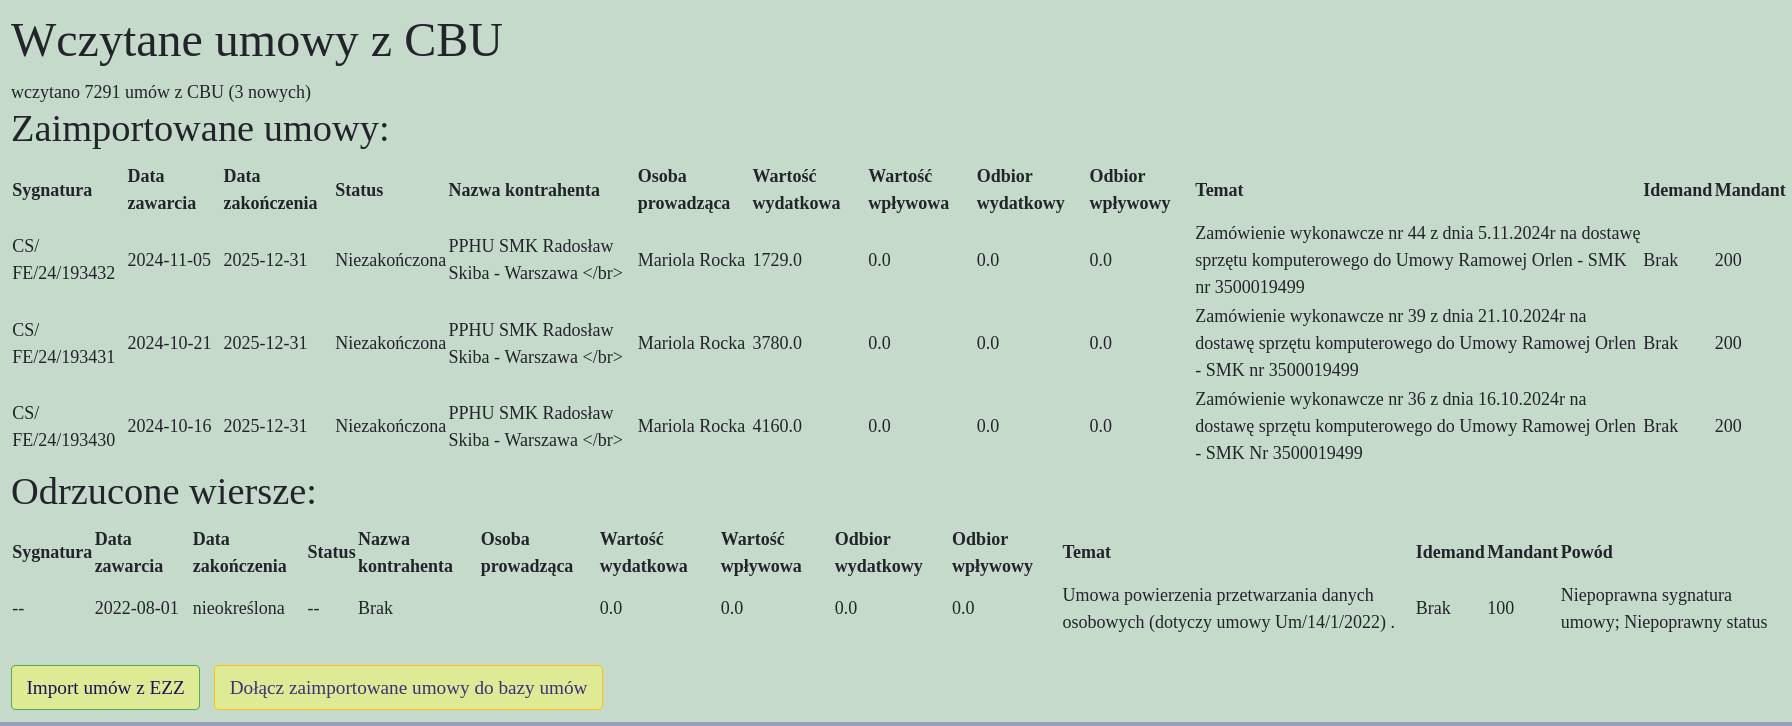 Wczytane umowy z CBU
wczytano 7291 umów z CBU (3 nowych)
Zaimportowane umowy:
Sygnatura Data zawarcia Data zakończenia Status Nazwa kontrahenta Osoba prowadząca Wartość wydatkowa Wartość wpływowa Odbior wydatkowy Odbior wpływowy Temat Idemand Mandant
CS/ FE/24/193432 2024-11-05 2025-12-31 Niezakończona PPHU SMK Radosław Skiba - Warszawa </br> Mariola Rocka 1729.0 0.0 0.0 0.0 Zamówienie wykonawcze nr 44 z dnia 5.11.2024r na dostawę sprzętu komputerowego do Umowy Ramowej Orlen - SMK nr 3500019499 Brak 200
CS/ FE/24/193431 2024-10-21 2025-12-31 Niezakończona PPHU SMK Radosław Skiba - Warszawa </br> Mariola Rocka 3780.0 0.0 0.0 0.0 Zamówienie wykonawcze nr 39 z dnia 21.10.2024r na dostawę sprzętu komputerowego do Umowy Ramowej Orlen - SMK nr 3500019499 Brak 200
CS/ FE/24/193430 2024-10-16 2025-12-31 Niezakończona PPHU SMK Radosław Skiba - Warszawa </br> Mariola Rocka 4160.0 0.0 0.0 0.0 Zamówienie wykonawcze nr 36 z dnia 16.10.2024r na dostawę sprzętu komputerowego do Umowy Ramowej Orlen - SMK Nr 3500019499 Brak 200
Odrzucone wiersze:
Sygnatura Data zawarcia Data zakończenia Status Nazwa kontrahenta Osoba prowadząca Wartość wydatkowa Wartość wpływowa Odbior wydatkowy Odbior wpływowy Temat Idemand Mandant Powód
-- 2022-08-01 nieokreślona -- Brak 0.0 0.0 0.0 0.0 Umowa powierzenia przetwarzania danych osobowych (dotyczy umowy Um/14/1/2022) . Brak 100 Niepoprawna sygnatura umowy; Niepoprawny status
Import umów z EZZ Dołącz zaimportowane umowy do bazy umów